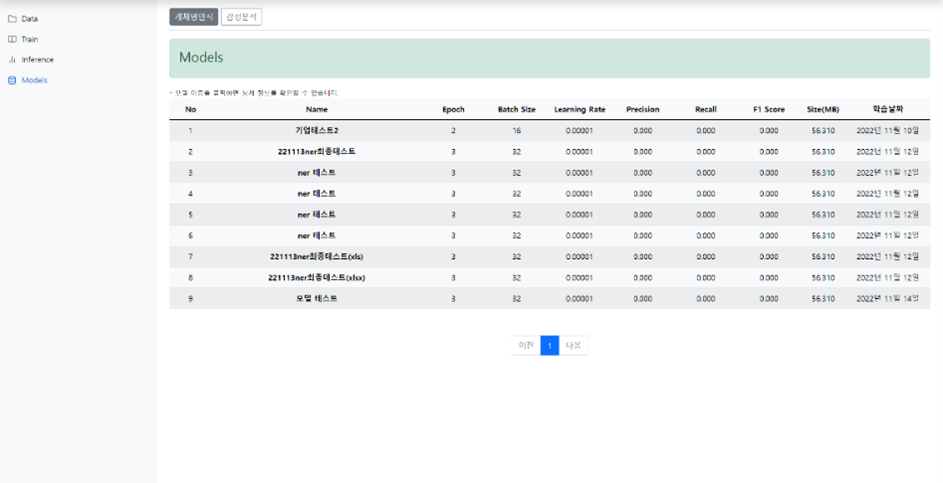 Data
Train
Inference
Models
개체명인식 감성분석
Models
* 모델 이름을 클릭하면 상세 정보를 확인할 수 있습니다.
No Name Epoch Batch Size Learning Rate Precision Recall F1 Score Size(MB) 학습날짜
1 기업테스트2 2 16 0.00001 0.000 0.000 0.000 56.310 2022년 11월 10일
2 221113ner최종테스트 3 32 0.00001 0.000 0.000 0.000 56.310 2022년 11월 12일
3 ner 테스트 3 32 0.00001 0.000 0.000 0.000 56.310 2022년 11월 12일
4 ner 테스트 3 32 0.00001 0.000 0.000 0.000 56.310 2022년 11월 12일
5 ner 테스트 3 32 0.00001 0.000 0.000 0.000 56.310 2022년 11월 12일
6 ner 테스트 3 32 0.00001 0.000 0.000 0.000 56.310 2022년 11월 12일
7 221113ner최종테스트(xls) 3 32 0.00001 0.000 0.000 0.000 56.310 2022년 11월 12일
8 221113ner최종테스트(xlsx) 3 32 0.00001 0.000 0.000 0.000 56.310 2022년 11월 12일
9 모델 테스트 3 32 0.00001 0.000 0.000 0.000 56.310 2022년 11월 14일
이전 1 다음